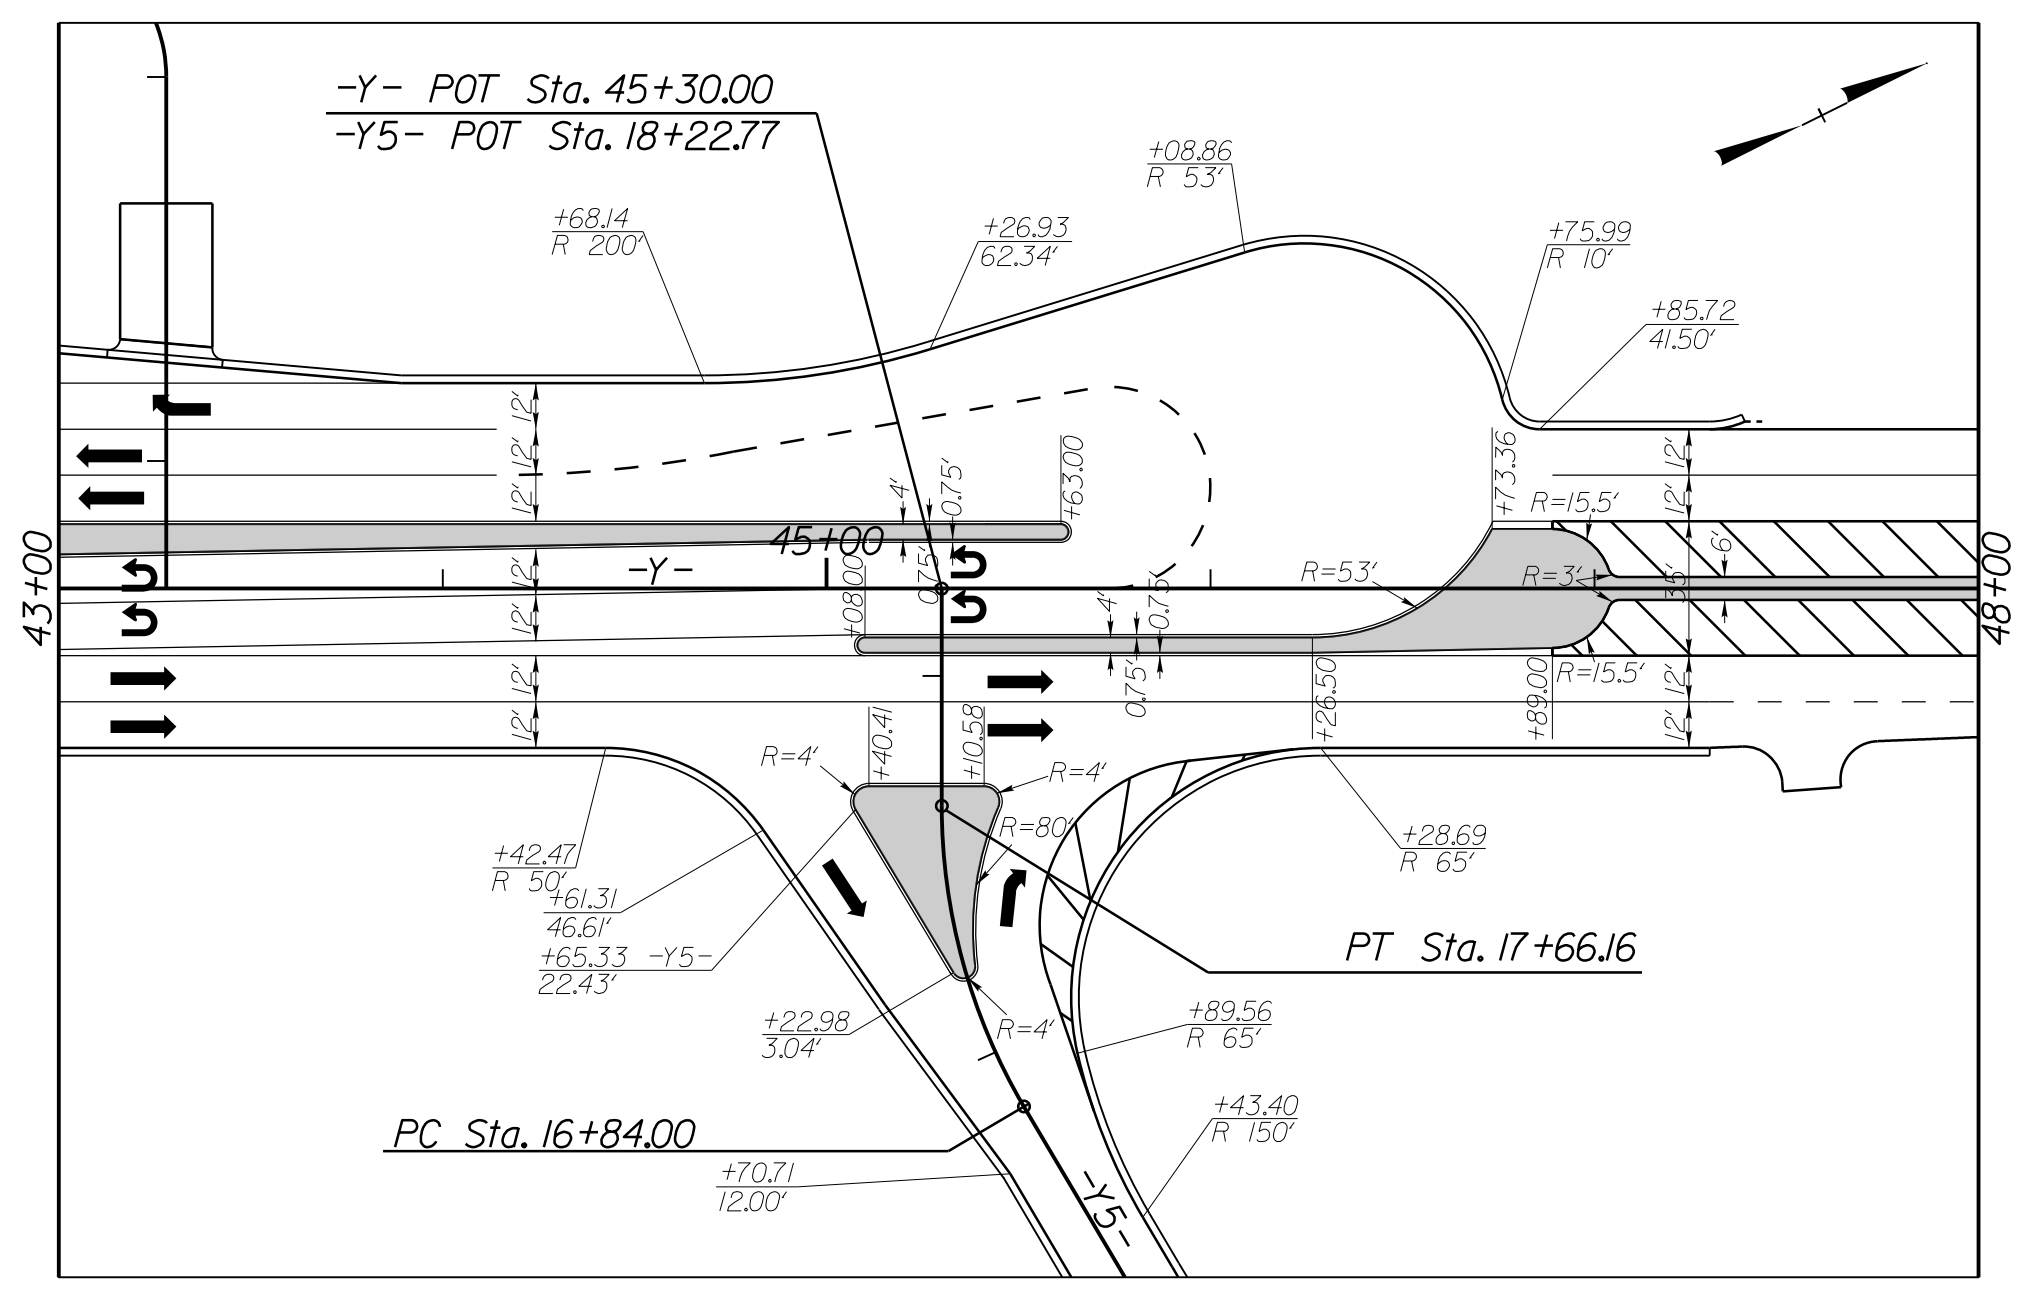 -Y- POT Sta. 45+30.00
-Y5- POT Sta. 18+22.77
+08.86
R 53'
+68.14
R 200'
+26.93
62.34'
+75.99
R 10'
+85.72
41.50'
12'
12'
12'
12'
12'
12'
12'
4'
0.75'
+63.00
+73.36
R=15.5'
12'
12'
43+00
-Y-
45+00
+08.00
0.75'
R=53'
R=3'
6'
35'
48+00
4'
0.75'
0.75'
+26.50
+89.00
R=15.5'
12'
12'
R=4'
+40.41
+10.58
R=4'
R=80'
+42.47
R 50'
+61.31
46.61'
+65.33 -Y5-
22.43'
+28.69
R 65'
PT Sta. 17+66.16
+22.98
3.04'
R=4'
+89.56
R 65'
PC Sta. 16+84.00
+70.71
12.00'
+43.40
R 150'
-Y5-